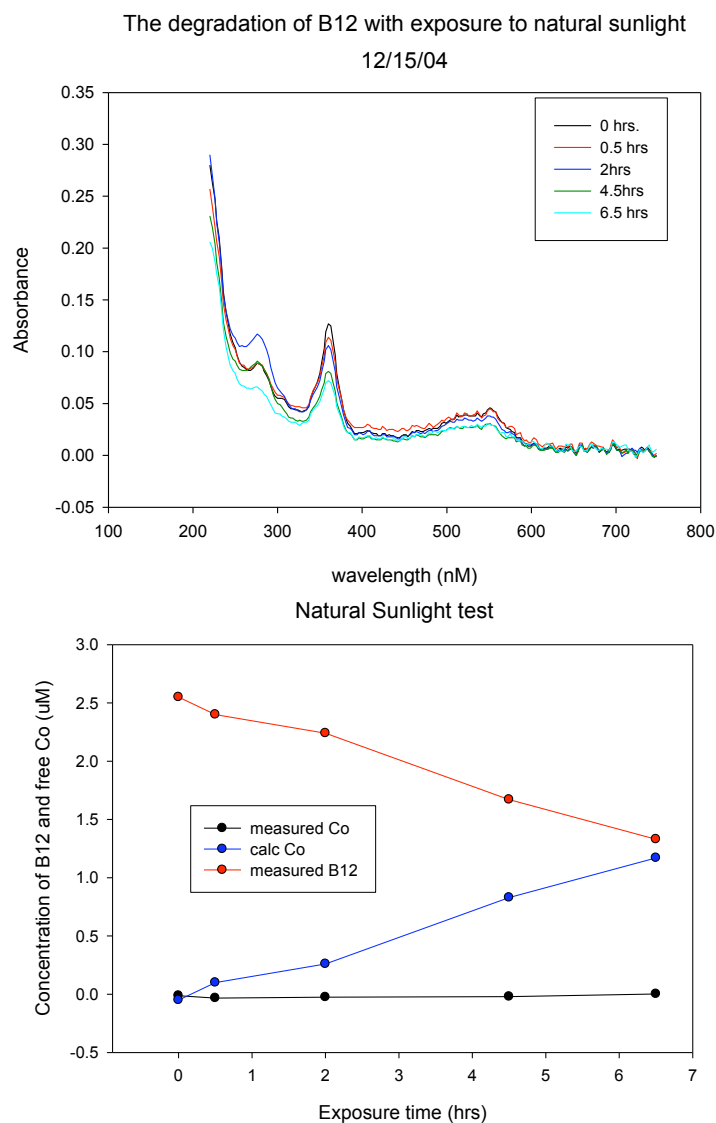 The degradation of B12 with exposure to natural sunlight
12/15/04
0.35
0.30
0.25
0.20
0.15
0.10
0.05
0.00
-0.05
Absorbance
0 hrs.
0.5 hrs
2hrs
4.5hrs
6.5 hrs
100 200 300 400 500 600 700 800
wavelength (nM)
Natural Sunlight test
3.0
2.5
2.0
1.5
1.0
0.5
0.0
-0.5
Concentration of B12 and free Co (uM)
measured Co
calc Co
measured B12
0 1 2 3 4 5 6 7
Exposure time (hrs)